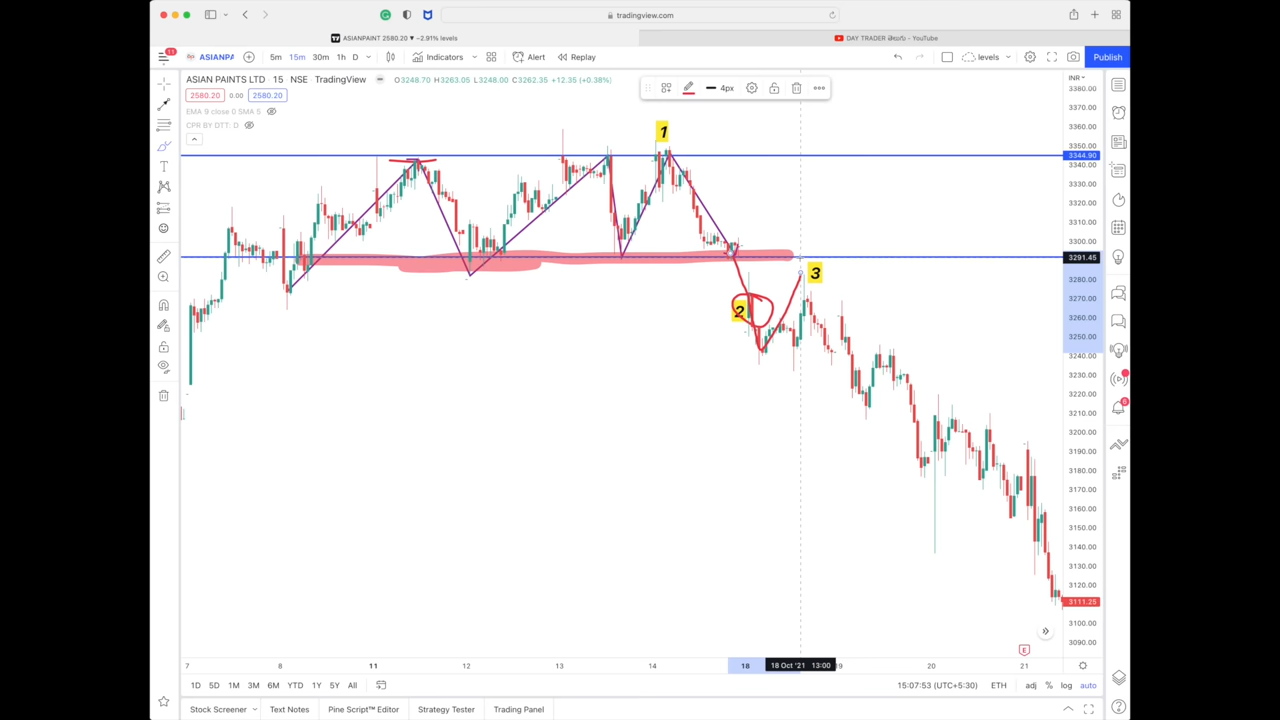 tradingview.com
ASIANPAINT 2580.20 ▼ −2.91% levels
DAY TRADER తెలుగు - YouTube
11
ASIANPA
5m 15m 30m 1h D
Indicators
Alert
Replay
levels
Publish
ASIAN PAINTS LTD · 15 · NSE · TradingView
O3248.70 H3263.05 L3248.00 C3262.35 +12.35 (+0.38%)
2580.20 0.00 2580.20
EMA 9 close 0 SMA 5
CPR BY DTT: D
4px
INR
3380.00
3370.00
3360.00
3350.00
3344.90
3340.00
3330.00
3320.00
3310.00
3300.00
3291.45
3280.00
3270.00
3260.00
3250.00
3240.00
3230.00
3220.00
3210.00
3200.00
3190.00
3180.00
3170.00
3160.00
3150.00
3140.00
3130.00
3120.00
3111.25
3100.00
3090.00
1
2
3
E
6
7 8 11 12 13 14 18 18 Oct '21 13:00 19 20 21
1D 5D 1M 3M 6M YTD 1Y 5Y All
15:07:53 (UTC+5:30) ETH adj % log auto
Stock Screener Text Notes Pine Script™ Editor Strategy Tester Trading Panel